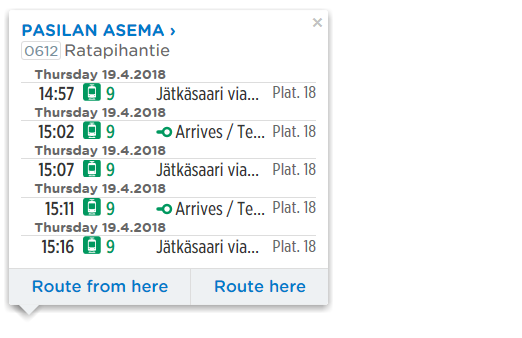 PASILAN ASEMA ›
0612 Ratapihantie
Thursday 19.4.2018
14:57 9 Jätkäsaari via... Plat. 18
Thursday 19.4.2018
15:02 9 Arrives / Te... Plat. 18
Thursday 19.4.2018
15:07 9 Jätkäsaari via... Plat. 18
Thursday 19.4.2018
15:11 9 Arrives / Te... Plat. 18
Thursday 19.4.2018
15:16 9 Jätkäsaari via... Plat. 18
Route from here Route here